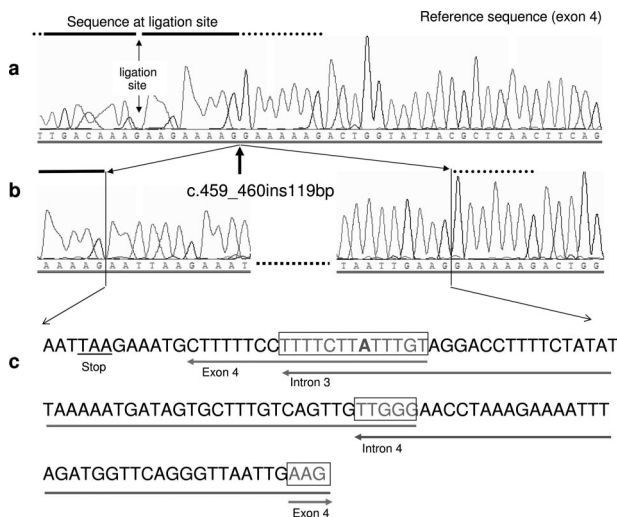 Sequence at ligation site
Reference sequence (exon 4)
a
ligation
site
T T G A C A A A G A A G A A A A G G A A A A A G A C T G G T A T T A C G C T C A A C T T C A G
c.459_460ins119bp
b
A A A A G A A T T A A G A A A T
T A A T T G A A G G A A A A A G A C T G G
c
AATTAAGAAATGCTTTTTCCTTTTCTTATTTGTAGGACCTTTTCTATAT
Stop
Exon 4
Intron 3
TAAAAATGATAGTGCTTTGTCAGTTGTTGGGAACCTAAAGAAAATTT
Intron 4
AGATGGTTCAGGGTTAATTGAAG
Exon 4